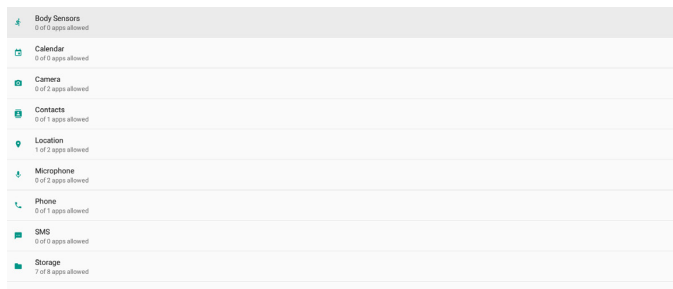 Body Sensors
0 of 0 apps allowed
Calendar
0 of 0 apps allowed
Camera
0 of 2 apps allowed
Contacts
0 of 1 apps allowed
Location
1 of 2 apps allowed
Microphone
0 of 2 apps allowed
Phone
0 of 1 apps allowed
SMS
0 of 0 apps allowed
Storage
7 of 8 apps allowed